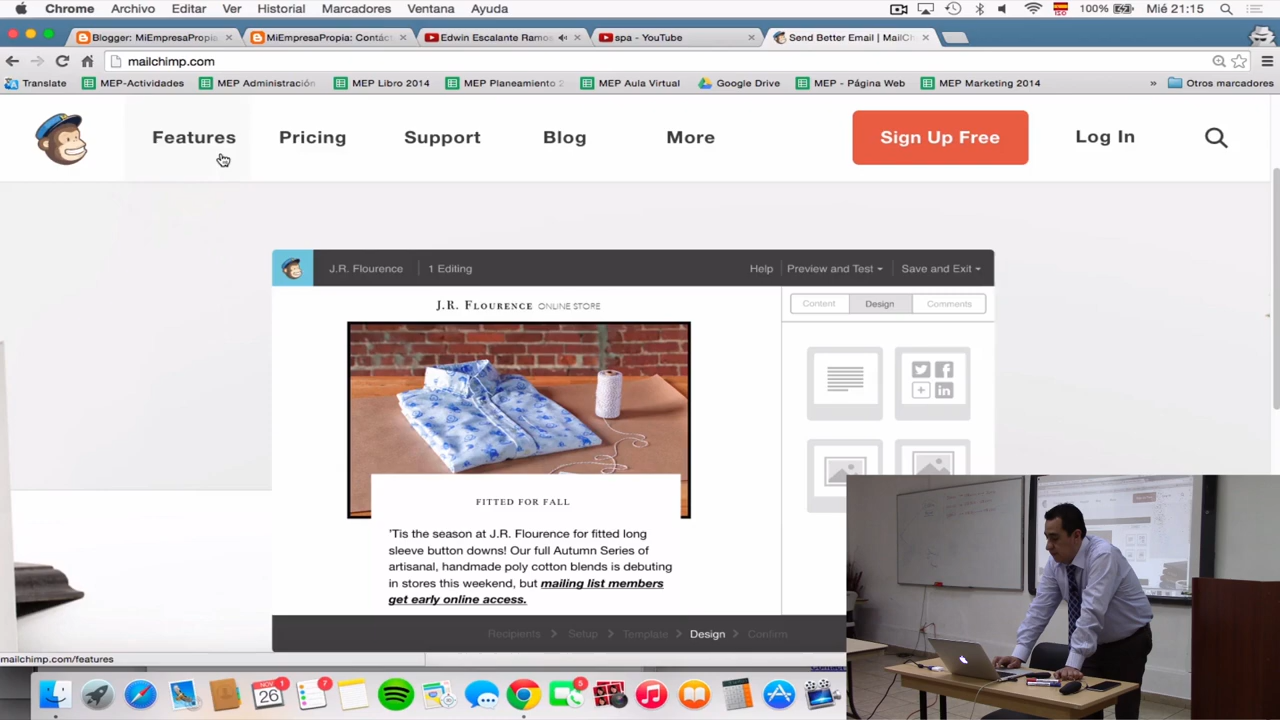 Chrome Archivo Editar Ver Historial Marcadores Ventana Ayuda 100% Mié 21:15
Blogger: MiEmpresaPropia MiEmpresaPropia: Contác Edwin Escalante Ramos spa - YouTube Send Better Email | MailCh
mailchimp.com
Translate MEP-Actividades MEP Administración MEP Libro 2014 MEP Planeamiento 2 MEP Aula Virtual Google Drive MEP - Página Web MEP Marketing 2014 » Otros marcadores
Features Pricing Support Blog More Sign Up Free Log In
J.R. Flourence 1 Editing Help Preview and Test Save and Exit
J.R. FLOURENCE ONLINE STORE
Content Design Comments
FITTED FOR FALL
'Tis the season at J.R. Flourence for fitted long
sleeve button downs! Our full Autumn Series of
artisanal, handmade poly cotton blends is debuting
in stores this weekend, but mailing list members
get early online access.
Recipients Setup Template Design Confirm
mailchimp.com/features
NOV 26 1 7 5